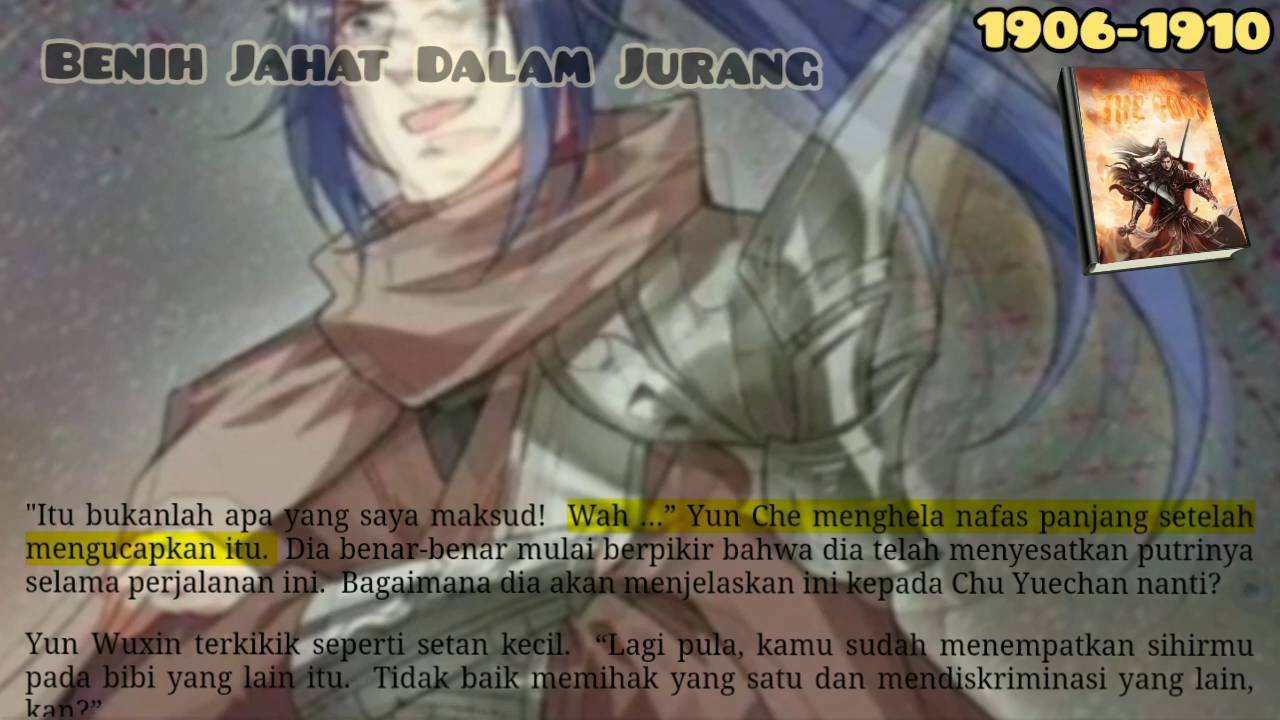 1906-1910
BENIH JAHAT DALAM JURANG
THE GODS
"Itu bukanlah apa yang saya maksud!  Wah ...” Yun Che menghela nafas panjang setelah
mengucapkan itu.  Dia benar-benar mulai berpikir bahwa dia telah menyesatkan putrinya
selama perjalanan ini.  Bagaimana dia akan menjelaskan ini kepada Chu Yuechan nanti?
Yun Wuxin terkikik seperti setan kecil.  “Lagi pula, kamu sudah menempatkan sihirmu
pada bibi yang lain itu.  Tidak baik memihak yang satu dan mendiskriminasi yang lain,
kan?”